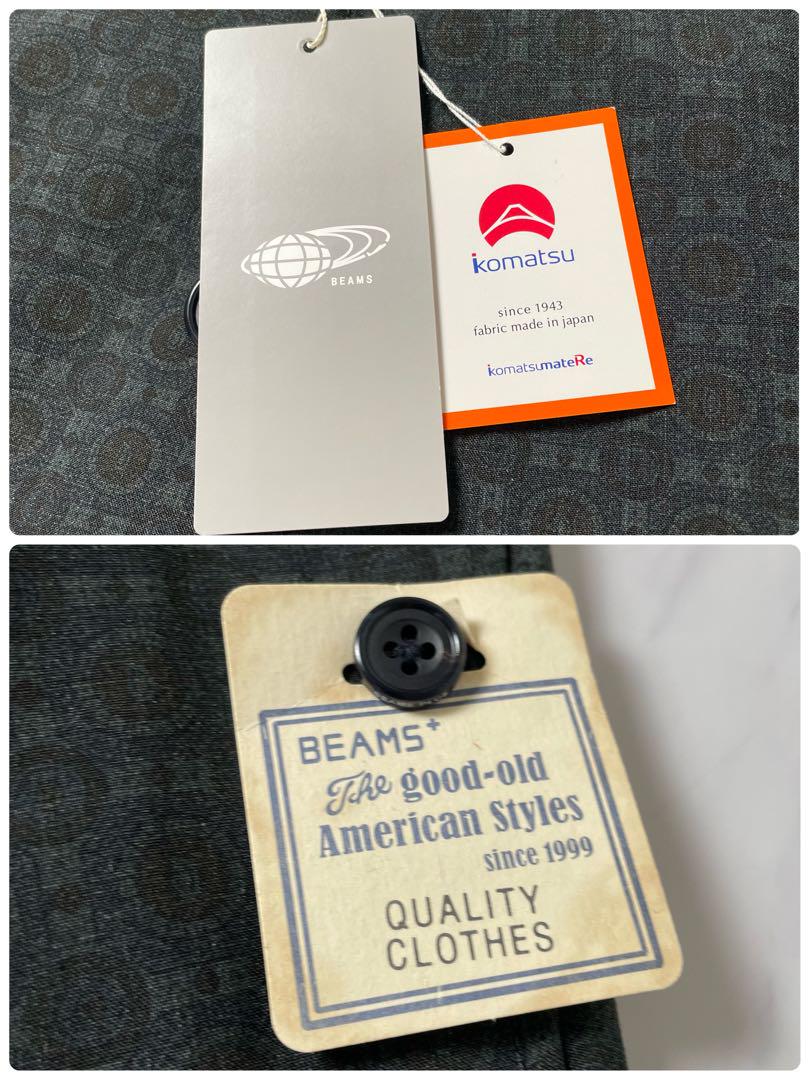 BEAMS
komatsu
since 1943
fabric made in japan
komatsumateRe
BEAMS+
The good-old
American Styles
since 1999
QUALITY
CLOTHES